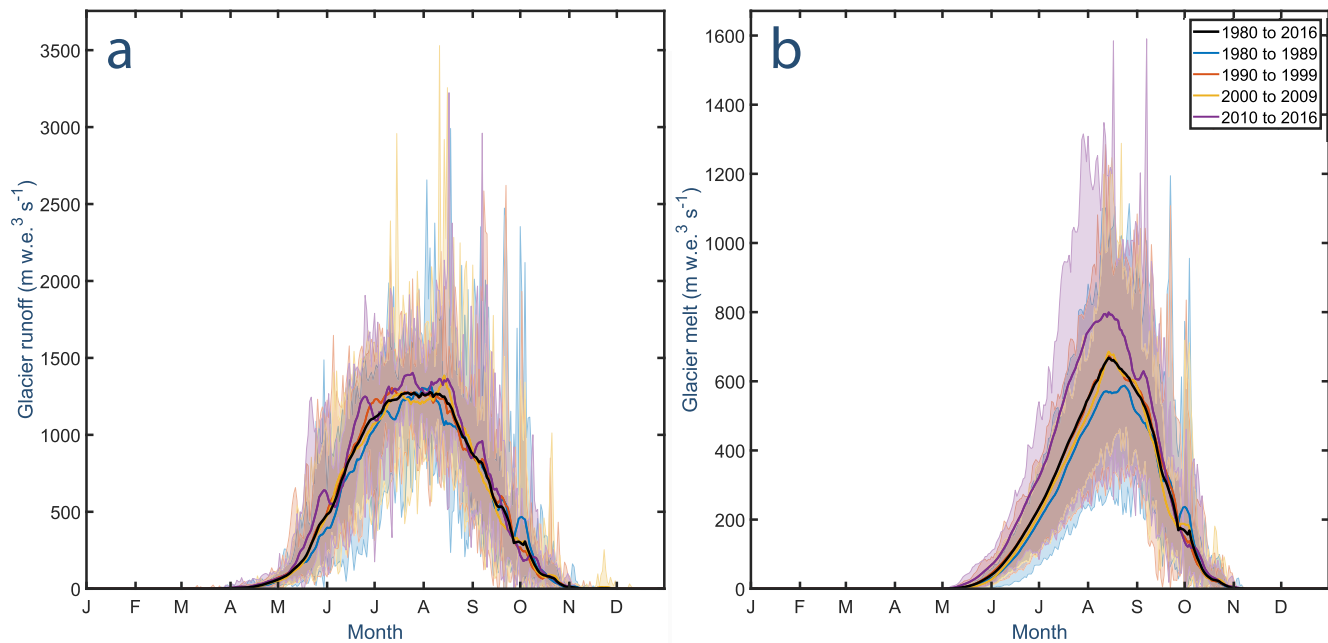 a
Glacier runoff (m w.e.³ s⁻¹)
3500
3000
2500
2000
1500
1000
500
0
J F M A M J J A S O N D
Month
b
Glacier melt (m w.e.³ s⁻¹)
1600
1400
1200
1000
800
600
400
200
0
J F M A M J J A S O N D
Month
1980 to 2016
1980 to 1989
1990 to 1999
2000 to 2009
2010 to 2016